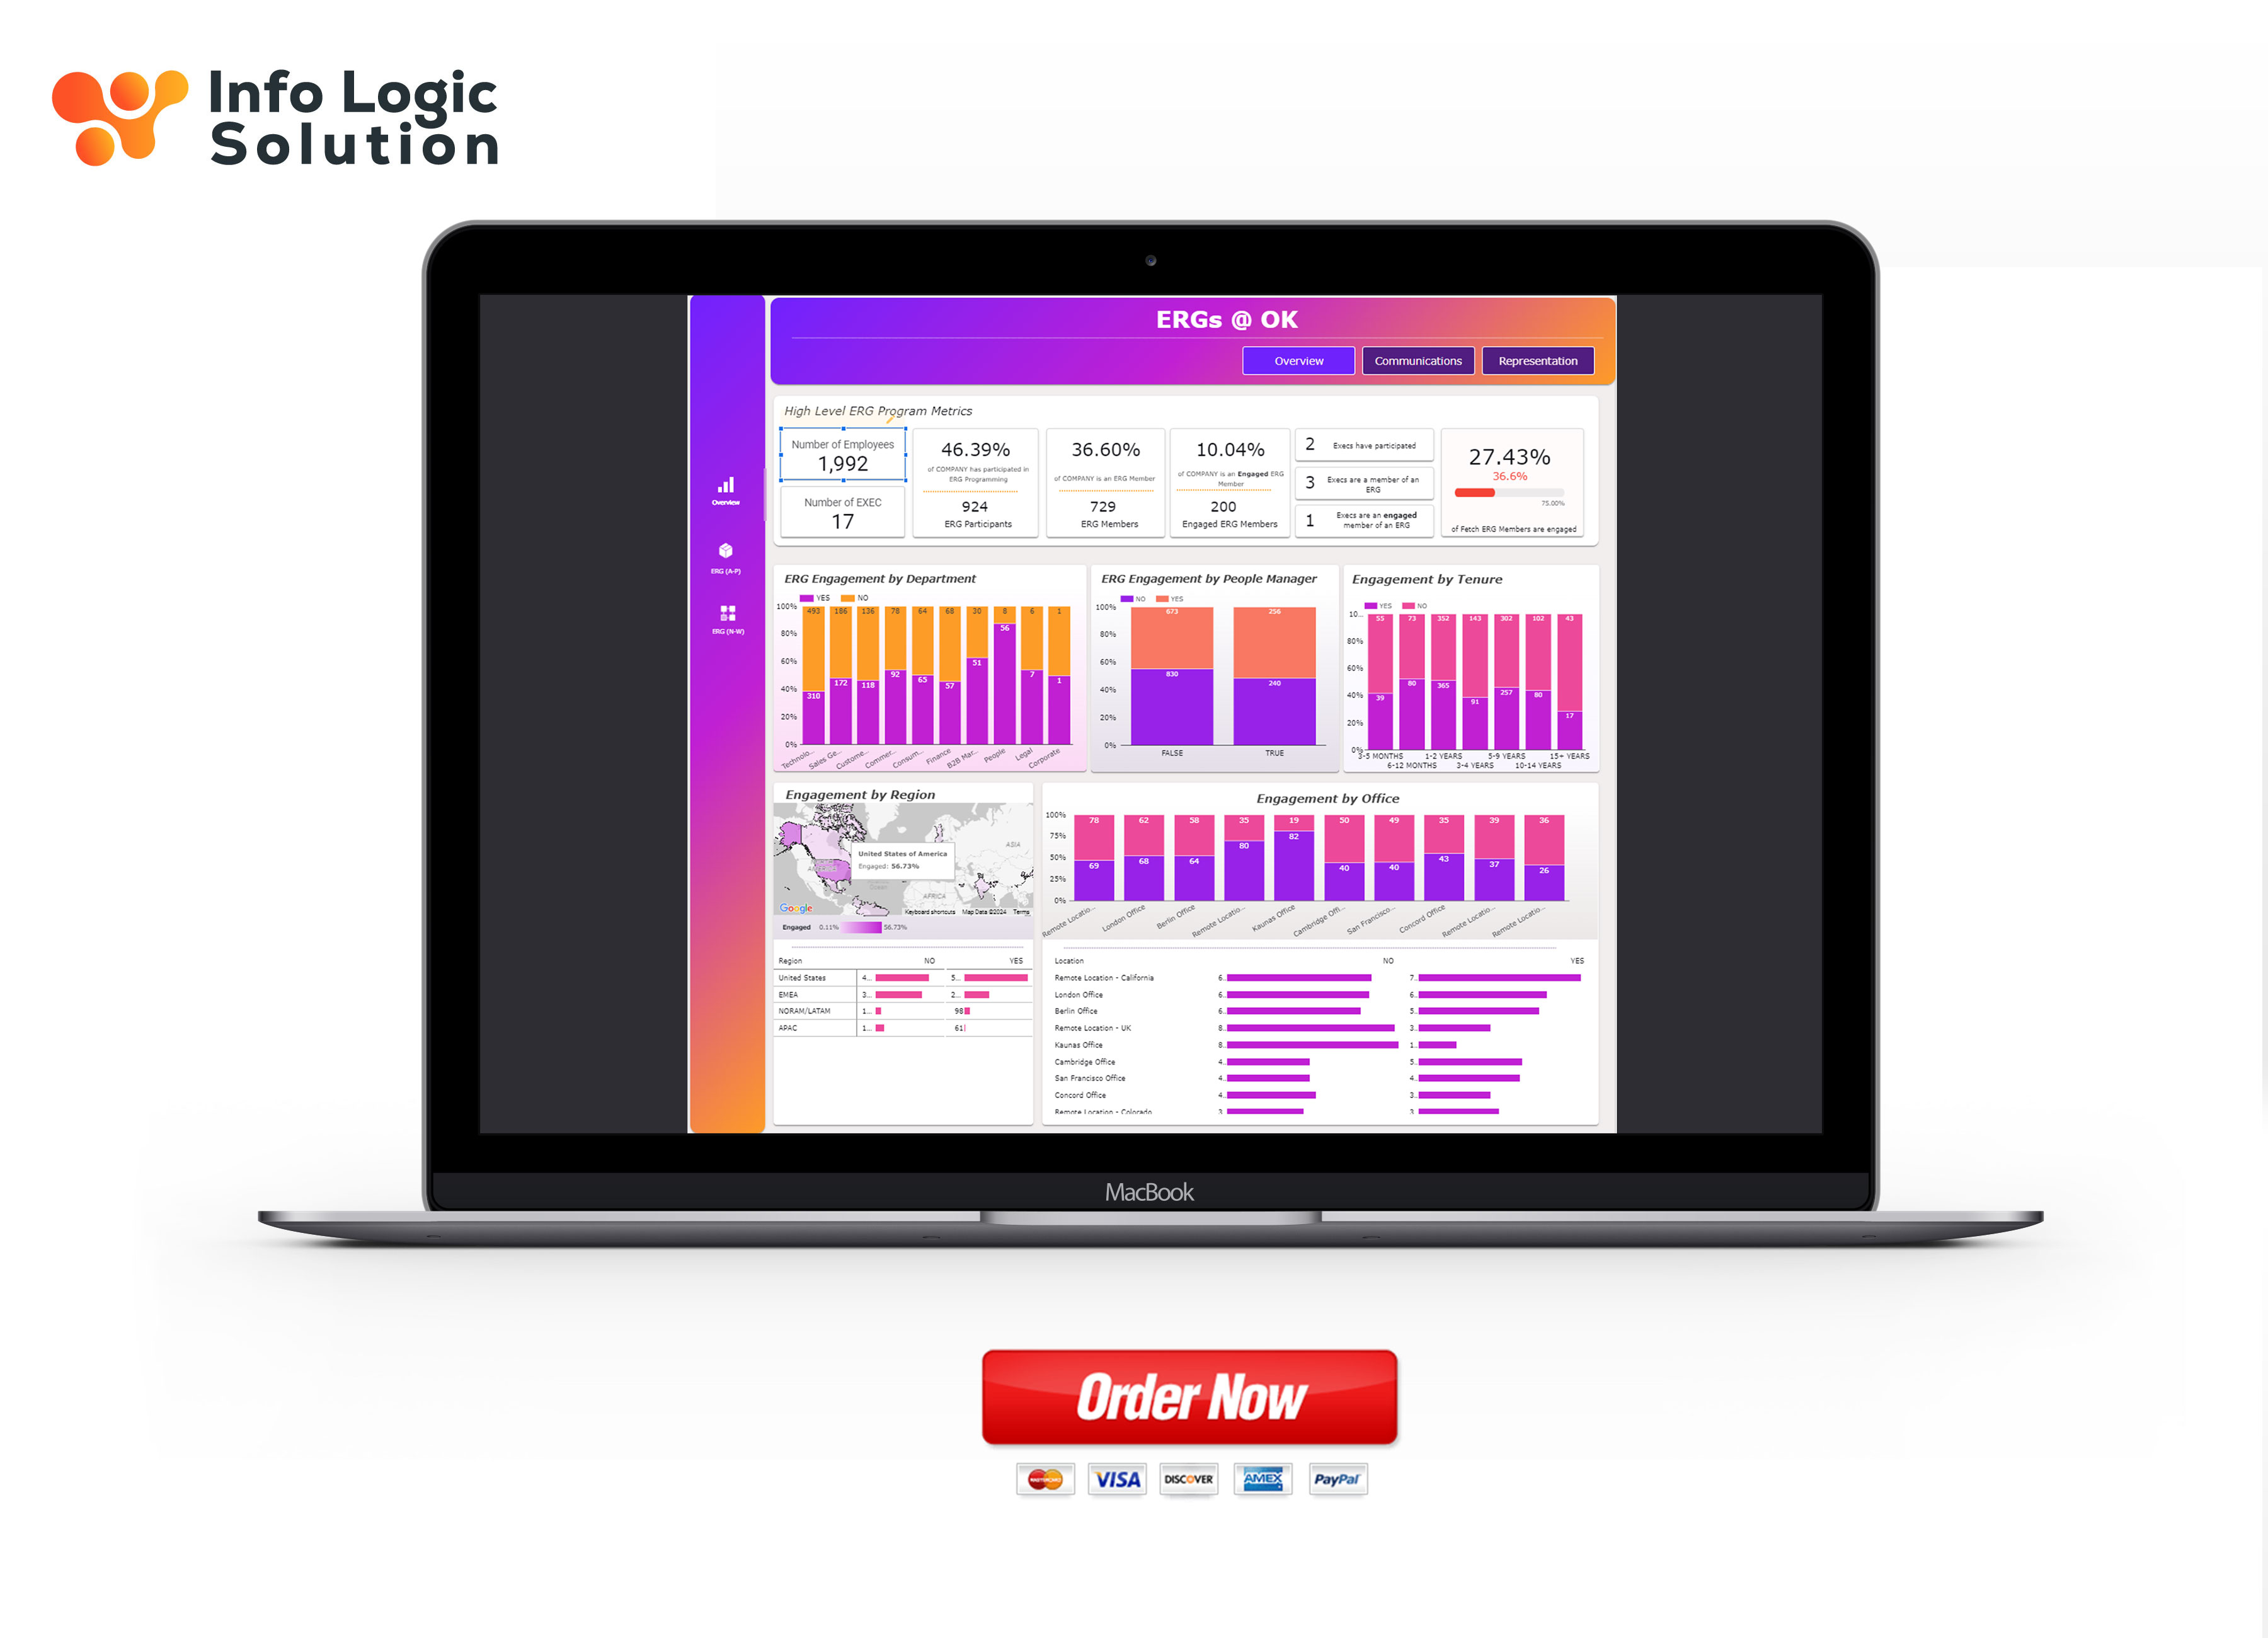 Info Logic
Solution
ERGs @ OK
Overview
Communications
Representation
High Level ERG Program Metrics
Number of Employees
1,992
Number of EXEC
17
46.39%
of COMPANY has participated in
ERG Programming
924
ERG Participants
36.60%
of COMPANY is an ERG Member
729
ERG Members
10.04%
of COMPANY is an Engaged ERG
Member
200
Engaged ERG Members
2 Execs have participated
3 Execs are a member of an
ERG
1 Execs are an engaged
member of an ERG
27.43%
36.6%
75.00%
of Fetch ERG Members are engaged
Overview
ERG (A-P)
ERG (N-W)
ERG Engagement by Department
YES NO
100%
80%
60%
40%
20%
0%
493 186 136 78 64 68 30 8 6 1
310 172 118 92 65 57 51 56 7 1
Technolo... Sales Ge... Custome... Commer... Consum... Finance B2B Mar... People Legal Corporate
ERG Engagement by People Manager
NO YES
100%
80%
60%
40%
20%
0%
673 256
830 240
FALSE TRUE
Engagement by Tenure
YES NO
10...
80%
60%
40%
20%
0%
55 73 352 143 302 102 43
39 80 365 91 257 80 17
3-5 MONTHS 1-2 YEARS 5-9 YEARS 15+ YEARS
6-12 MONTHS 3-4 YEARS 10-14 YEARS
Engagement by Region
United States of America
Engaged: 56.73%
ASIA
AFRICA
Ocean
Google
Keyboard shortcuts Map Data ©2024 Terms
Engaged 0.11% 56.73%
Region NO YES
United States 4... 5...
EMEA 3... 2...
NORAM/LATAM 1... 98
APAC 1... 61
Engagement by Office
100%
75%
50%
25%
0%
78 62 58 35 19 50 49 35 39 36
69 68 64 80 82 40 40 43 37 26
Remote Locatio... London Office Berlin Office Remote Locatio... Kaunas Office Cambridge Offi... San Francisco... Concord Office Remote Locatio... Remote Locatio...
Location NO YES
Remote Location - California 6.. 7..
London Office 6.. 6..
Berlin Office 6.. 5..
Remote Location - UK 8.. 3..
Kaunas Office 8.. 1..
Cambridge Office 4.. 5..
San Francisco Office 4.. 4..
Concord Office 4.. 3..
Remote Location - Colorado 3.. 3..
MacBook
Order Now
MasterCard VISA DISCOVER AMEX PayPal